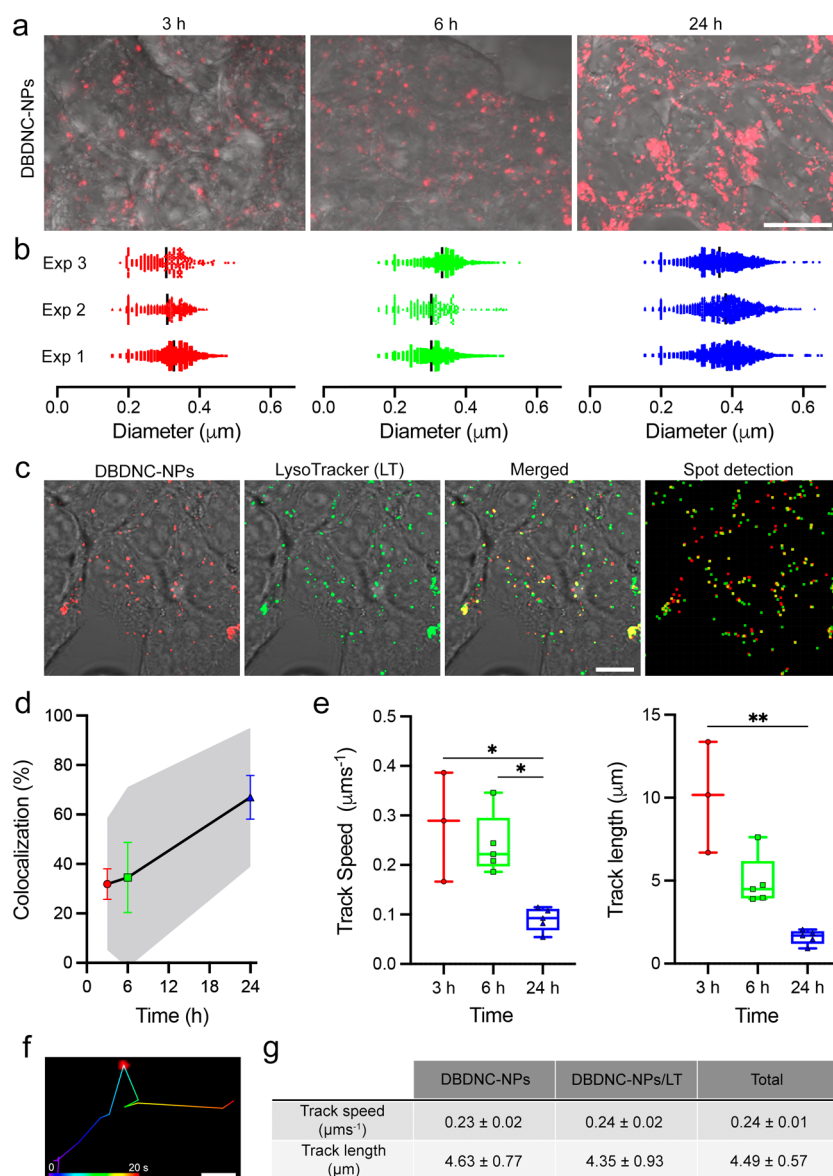 a
3 h 6 h 24 h
DBDNC-NPs
b
Exp 3
Exp 2
Exp 1
0.0 0.2 0.4 0.6 0.0 0.2 0.4 0.6 0.0 0.2 0.4 0.6
Diameter (μm) Diameter (μm) Diameter (μm)
c
DBDNC-NPs LysoTracker (LT) Merged Spot detection
d
Colocalization (%)
100
80
60
40
20
0
0 6 12 18 24
Time (h)
e
Track Speed (μms⁻¹)
0.5
0.4
0.3
0.2
0.1
0.0
*
*
3 h 6 h 24 h
Time
Track length (μm)
15
10
5
0
**
3 h 6 h 24 h
Time
f
0 20 s
g
DBDNC-NPs DBDNC-NPs/LT Total
Track speed
(μms⁻¹) 0.23 ± 0.02 0.24 ± 0.02 0.24 ± 0.01
Track length
(μm) 4.63 ± 0.77 4.35 ± 0.93 4.49 ± 0.57